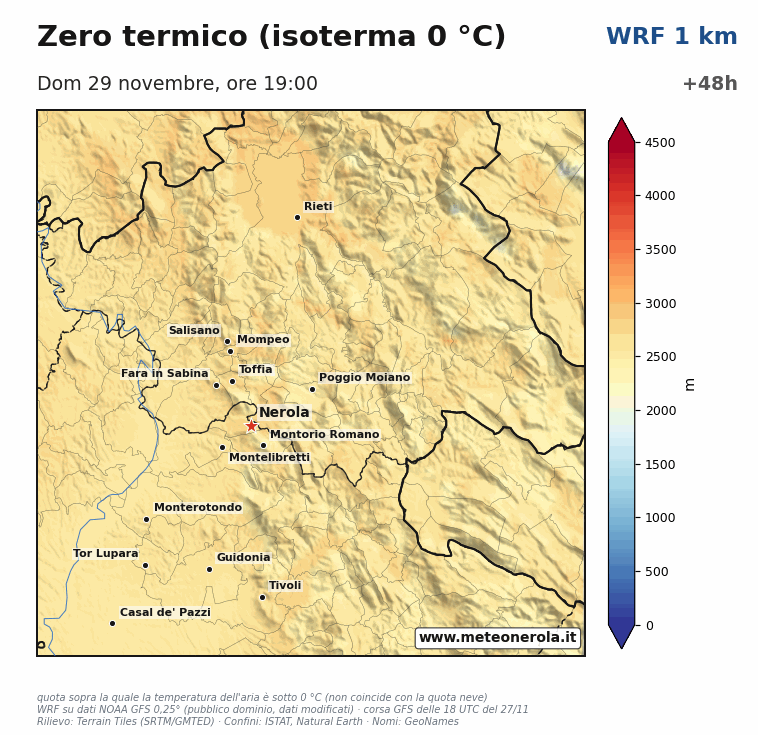 Zero termico (isoterma 0 °C)
WRF 1 km
Dom 29 novembre, ore 19:00
+48h
4500
4000
3500
3000
2500
2000
1500
1000
500
0
m
Rieti
Salisano
Mompeo
Toffia
Fara in Sabina
Poggio Moiano
Nerola
Montorio Romano
Montelibretti
Monterotondo
Tor Lupara
Guidonia
Tivoli
Casal de' Pazzi
www.meteonerola.it
quota sopra la quale la temperatura dell'aria è sotto 0 °C (non coincide con la quota neve)
WRF su dati NOAA GFS 0,25° (pubblico dominio, dati modificati) · corsa GFS delle 18 UTC del 27/11
Rilievo: Terrain Tiles (SRTM/GMTED) · Confini: ISTAT, Natural Earth · Nomi: GeoNames